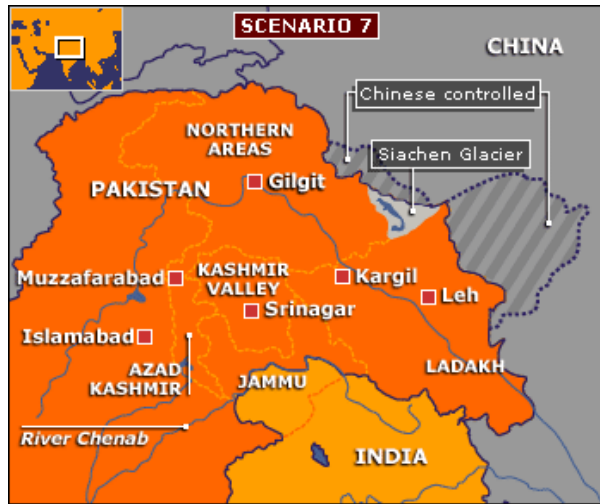 SCENARIO 7
CHINA
Chinese controlled
NORTHERN
AREAS
Siachen Glacier
PAKISTAN
Gilgit
Muzzafarabad
KASHMIR
VALLEY
Kargil
Leh
Srinagar
Islamabad
AZAD
KASHMIR
JAMMU
LADAKH
River Chenab
INDIA